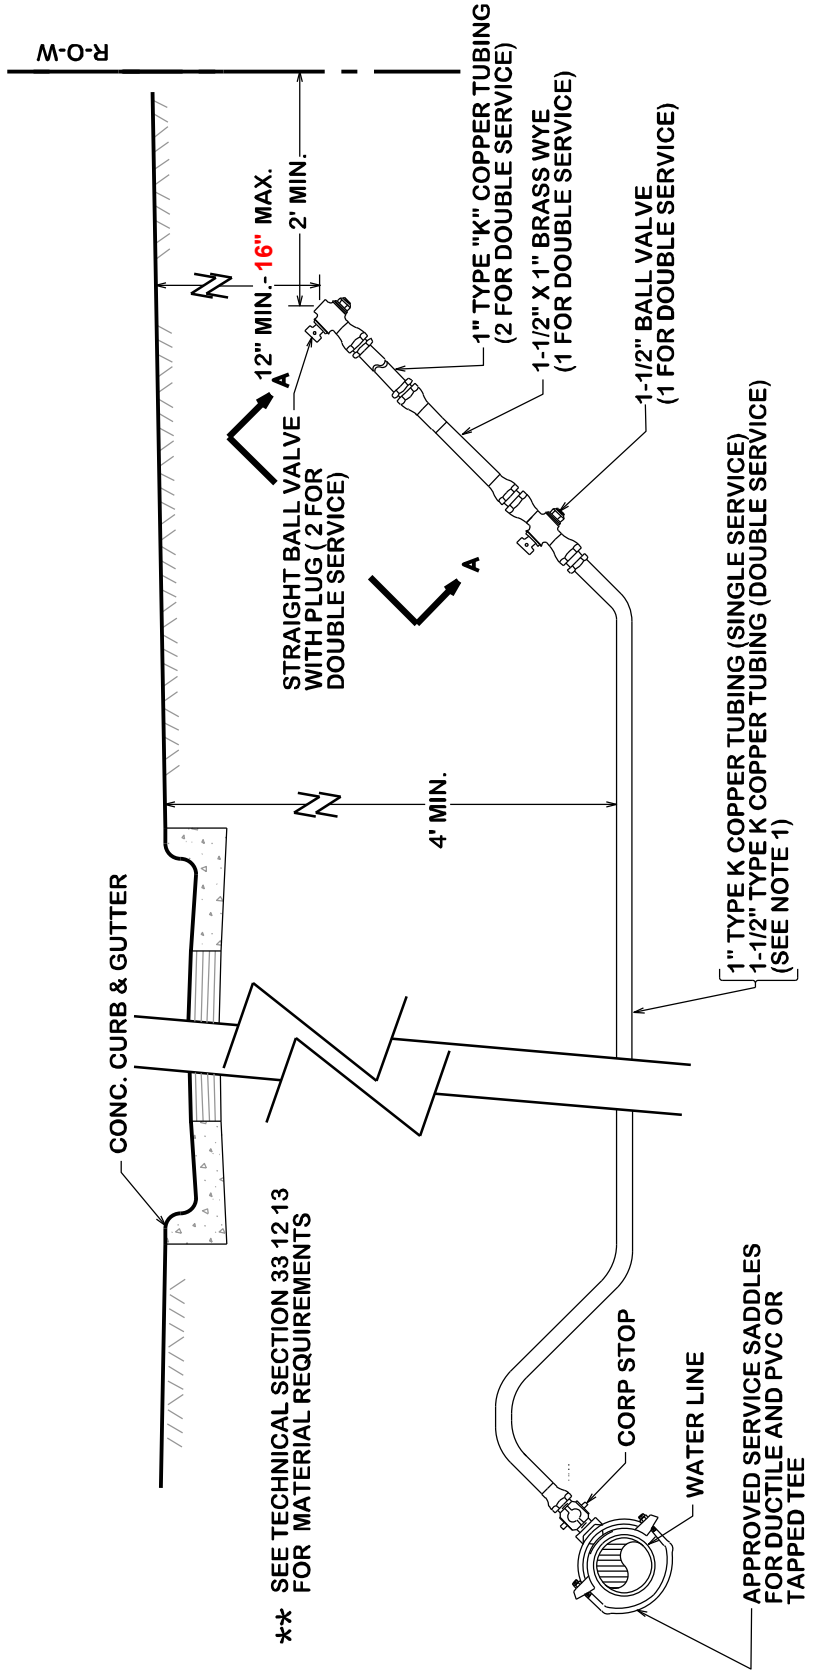 R-O-W
CONC. CURB & GUTTER
12" MIN.- 16" MAX.
2' MIN.
A
STRAIGHT BALL VALVE
WITH PLUG ( 2 FOR
DOUBLE SERVICE)
A
4' MIN.
1" TYPE "K" COPPER TUBING
(2 FOR DOUBLE SERVICE)
1-1/2" X 1" BRASS WYE
(1 FOR DOUBLE SERVICE)
1-1/2" BALL VALVE
(1 FOR DOUBLE SERVICE)
1" TYPE K COPPER TUBING (SINGLE SERVICE)
1-1/2" TYPE K COPPER TUBING (DOUBLE SERVICE)
(SEE NOTE 1)
** SEE TECHNICAL SECTION 33 12 13
FOR MATERIAL REQUIREMENTS
CORP STOP
WATER LINE
APPROVED SERVICE SADDLES
FOR DUCTILE AND PVC OR
TAPPED TEE